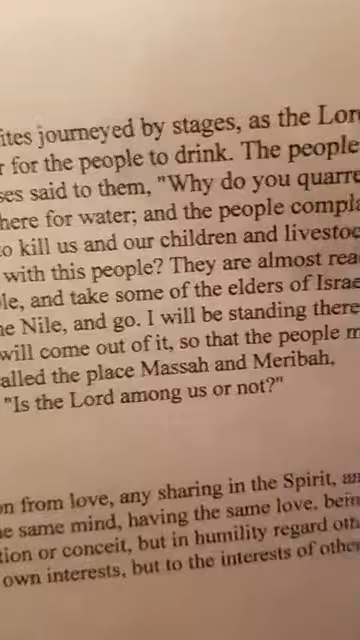 ites journeyed by stages, as the Lor
r for the people to drink. The people
ses said to them, "Why do you quarre
here for water; and the people compla
to kill us and our children and livestoc
with this people? They are almost rea
le, and take some of the elders of Israe
he Nile, and go. I will be standing there
will come out of it, so that the people m
alled the place Massah and Meribah,
"Is the Lord among us or not?"
on from love, any sharing in the Spirit, an
e same mind, having the same love, bein
tion or conceit, but in humility regard oth
own interests, but to the interests of other